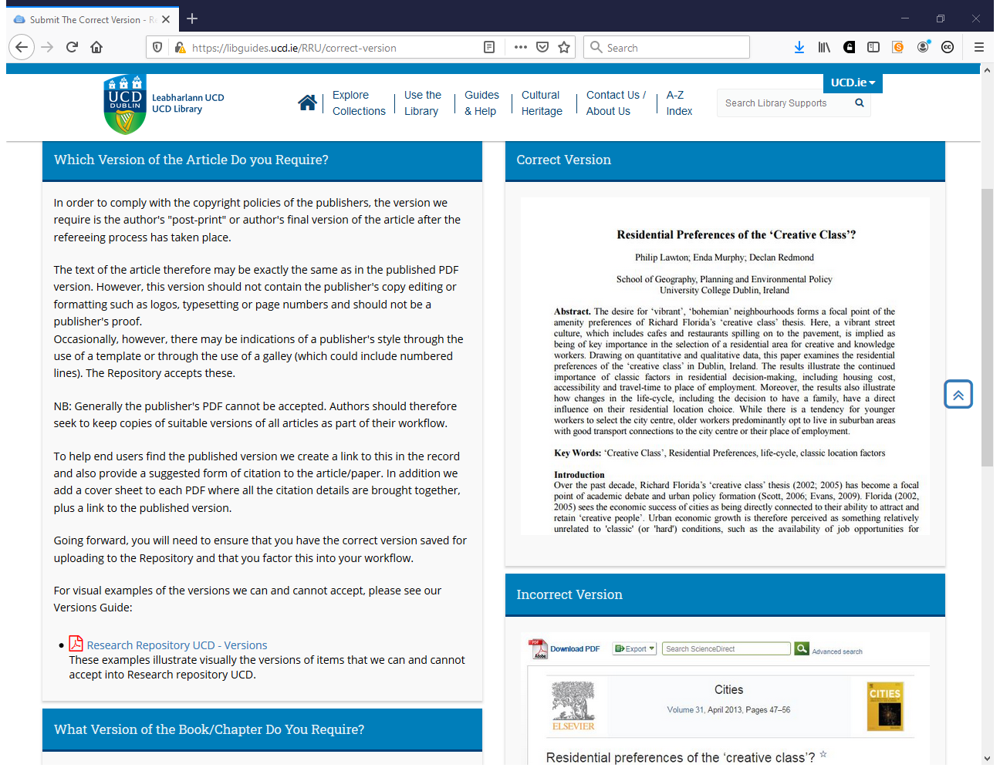 Submit The Correct Version - R
https://libguides.ucd.ie/RRU/correct-version
Search
UCD
DUBLIN
Leabharlann UCD
UCD Library
Explore
Collections
Use the
Library
Guides
& Help
Cultural
Heritage
Contact Us /
About Us
A-Z
Index
UCD.ie
Search Library Supports
Which Version of the Article Do you Require?
In order to comply with the copyright policies of the publishers, the version we
require is the author's "post-print" or author's final version of the article after the
refereeing process has taken place.
The text of the article therefore may be exactly the same as in the published PDF
version. However, this version should not contain the publisher's copy editing or
formatting such as logos, typesetting or page numbers and should not be a
publisher's proof.
Occasionally, however, there may be indications of a publisher's style through the
use of a template or through the use of a galley (which could include numbered
lines). The Repository accepts these.
NB: Generally the publisher's PDF cannot be accepted. Authors should therefore
seek to keep copies of suitable versions of all articles as part of their workflow.
To help end users find the published version we create a link to this in the record
and also provide a suggested form of citation to the article/paper. In addition we
add a cover sheet to each PDF where all the citation details are brought together,
plus a link to the published version.
Going forward, you will need to ensure that you have the correct version saved for
uploading to the Repository and that you factor this into your workflow.
For visual examples of the versions we can and cannot accept, please see our
Versions Guide:
Research Repository UCD - Versions
These examples illustrate visually the versions of items that we can and cannot
accept into Research repository UCD.
What Version of the Book/Chapter Do You Require?
Correct Version
Residential Preferences of the ‘Creative Class’?
Philip Lawton; Enda Murphy; Declan Redmond
School of Geography, Planning and Environmental Policy
University College Dublin, Ireland
Abstract. The desire for ‘vibrant’, ‘bohemian’ neighbourhoods forms a focal point of the
amenity preferences of Richard Florida’s ‘creative class’ thesis. Here, a vibrant street
culture, which includes cafes and restaurants spilling on to the pavement, is implied as
being of key importance in the selection of a residential area for creative and knowledge
workers. Drawing on quantitative and qualitative data, this paper examines the residential
preferences of the ‘creative class’ in Dublin, Ireland. The results illustrate the continued
importance of classic factors in residential decision-making, including housing cost,
accessibility and travel-time to place of employment. Moreover, the results also illustrate
how changes in the life-cycle, including the decision to have a family, have a direct
influence on their residential location choice. While there is a tendency for younger
workers to select the city centre, older workers predominantly opt to live in suburban areas
with good transport connections to the city centre or their place of employment.
Key Words: ‘Creative Class’, Residential Preferences, life-cycle, classic location factors
Introduction
Over the past decade, Richard Florida’s ‘creative class’ thesis (2002; 2005) has become a focal
point of academic debate and urban policy formation (Scott, 2006; Evans, 2009). Florida (2002,
2005) sees the economic success of cities as being directly connected to their ability to attract and
retain ‘creative people’. Urban economic growth is therefore perceived as something relatively
unrelated to 'classic' (or 'hard') conditions, such as the availability of job opportunities for
Incorrect Version
PDF
Adobe
Download PDF
Export
Search ScienceDirect
Advanced search
ELSEVIER
Cities
Volume 31, April 2013, Pages 47–56
CITIES
Residential preferences of the ‘creative class’?